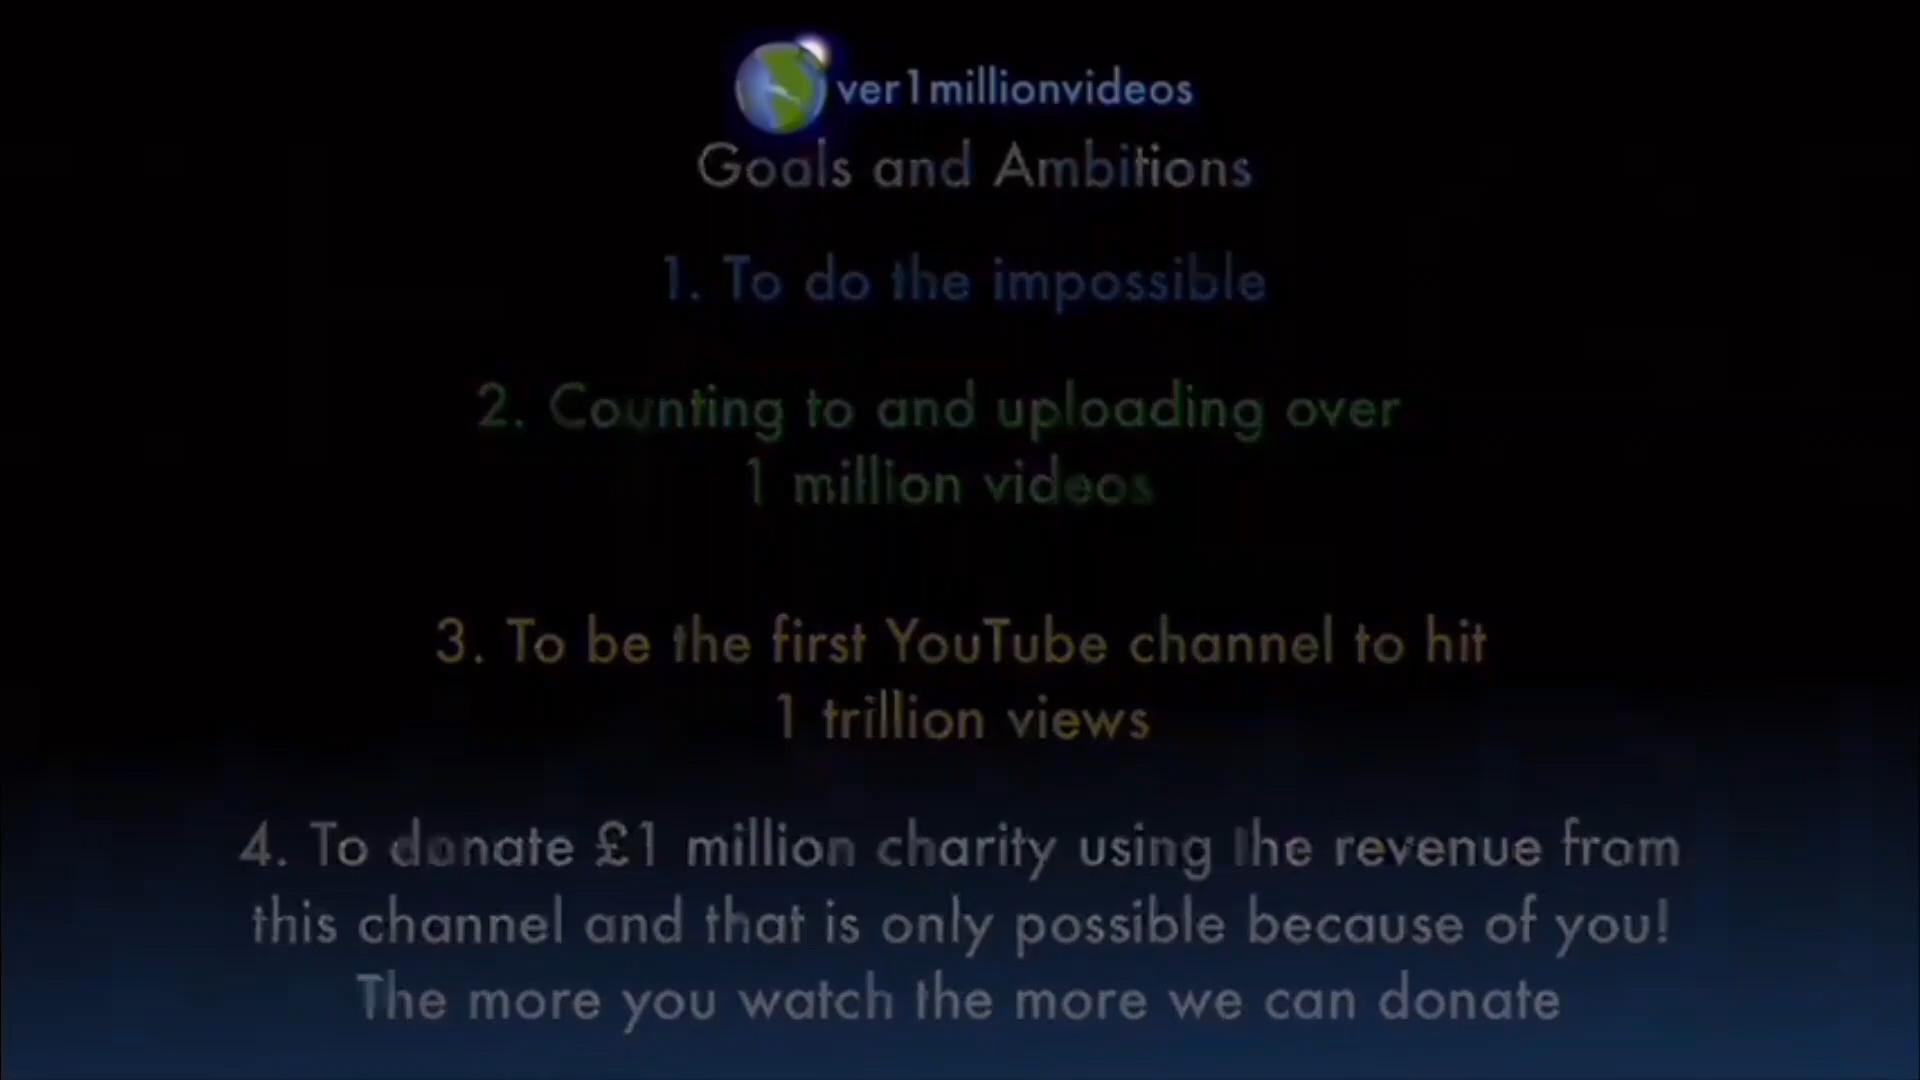 ver1millionvideos
Goals and Ambitions
1. To do the impossible
2. Counting to and uploading over
1 million videos
3. To be the first YouTube channel to hit
1 trillion views
4. To donate £1 million charity using the revenue from
this channel and that is only possible because of you!
The more you watch the more we can donate